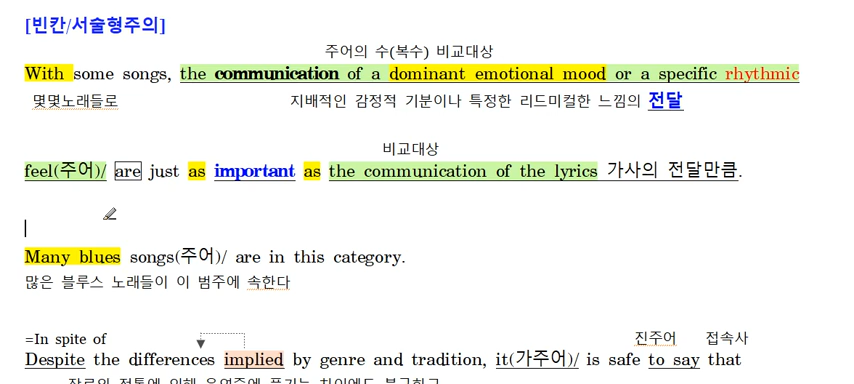 [빈칸/서술형주의]
주어의 수(복수) 비교대상
With some songs, the communication of a dominant emotional mood or a specific rhythmic
몇몇노래들로 지배적인 감정적 기분이나 특정한 리드미컬한 느낌의 전달
비교대상
feel(주어)/ are just as important as the communication of the lyrics 가사의 전달만큼.
Many blues songs(주어)/ are in this category.
많은 블루스 노래들이 이 범주에 속한다
=In spite of 진주어 접속사
Despite the differences implied by genre and tradition, it(가주어)/ is safe to say that